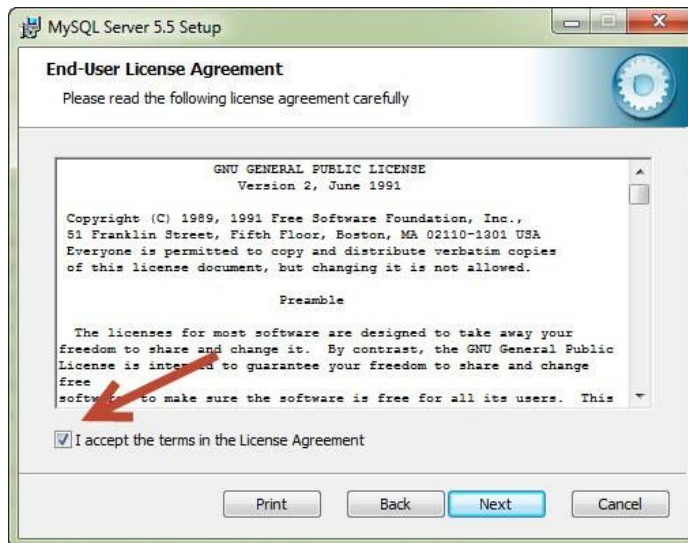 MySQL Server 5.5 Setup
End-User License Agreement
Please read the following license agreement carefully
GNU GENERAL PUBLIC LICENSE
Version 2, June 1991
Copyright (C) 1989, 1991 Free Software Foundation, Inc.,
51 Franklin Street, Fifth Floor, Boston, MA 02110-1301 USA
Everyone is permitted to copy and distribute verbatim copies
of this license document, but changing it is not allowed.
Preamble
The licenses for most software are designed to take away your
freedom to share and change it. By contrast, the GNU General Public
License is to guarantee your freedom to share and change
free
to make sure the software is free for all its users. This
I accept the terms in the License Agreement
Print
Back
Next
Cancel